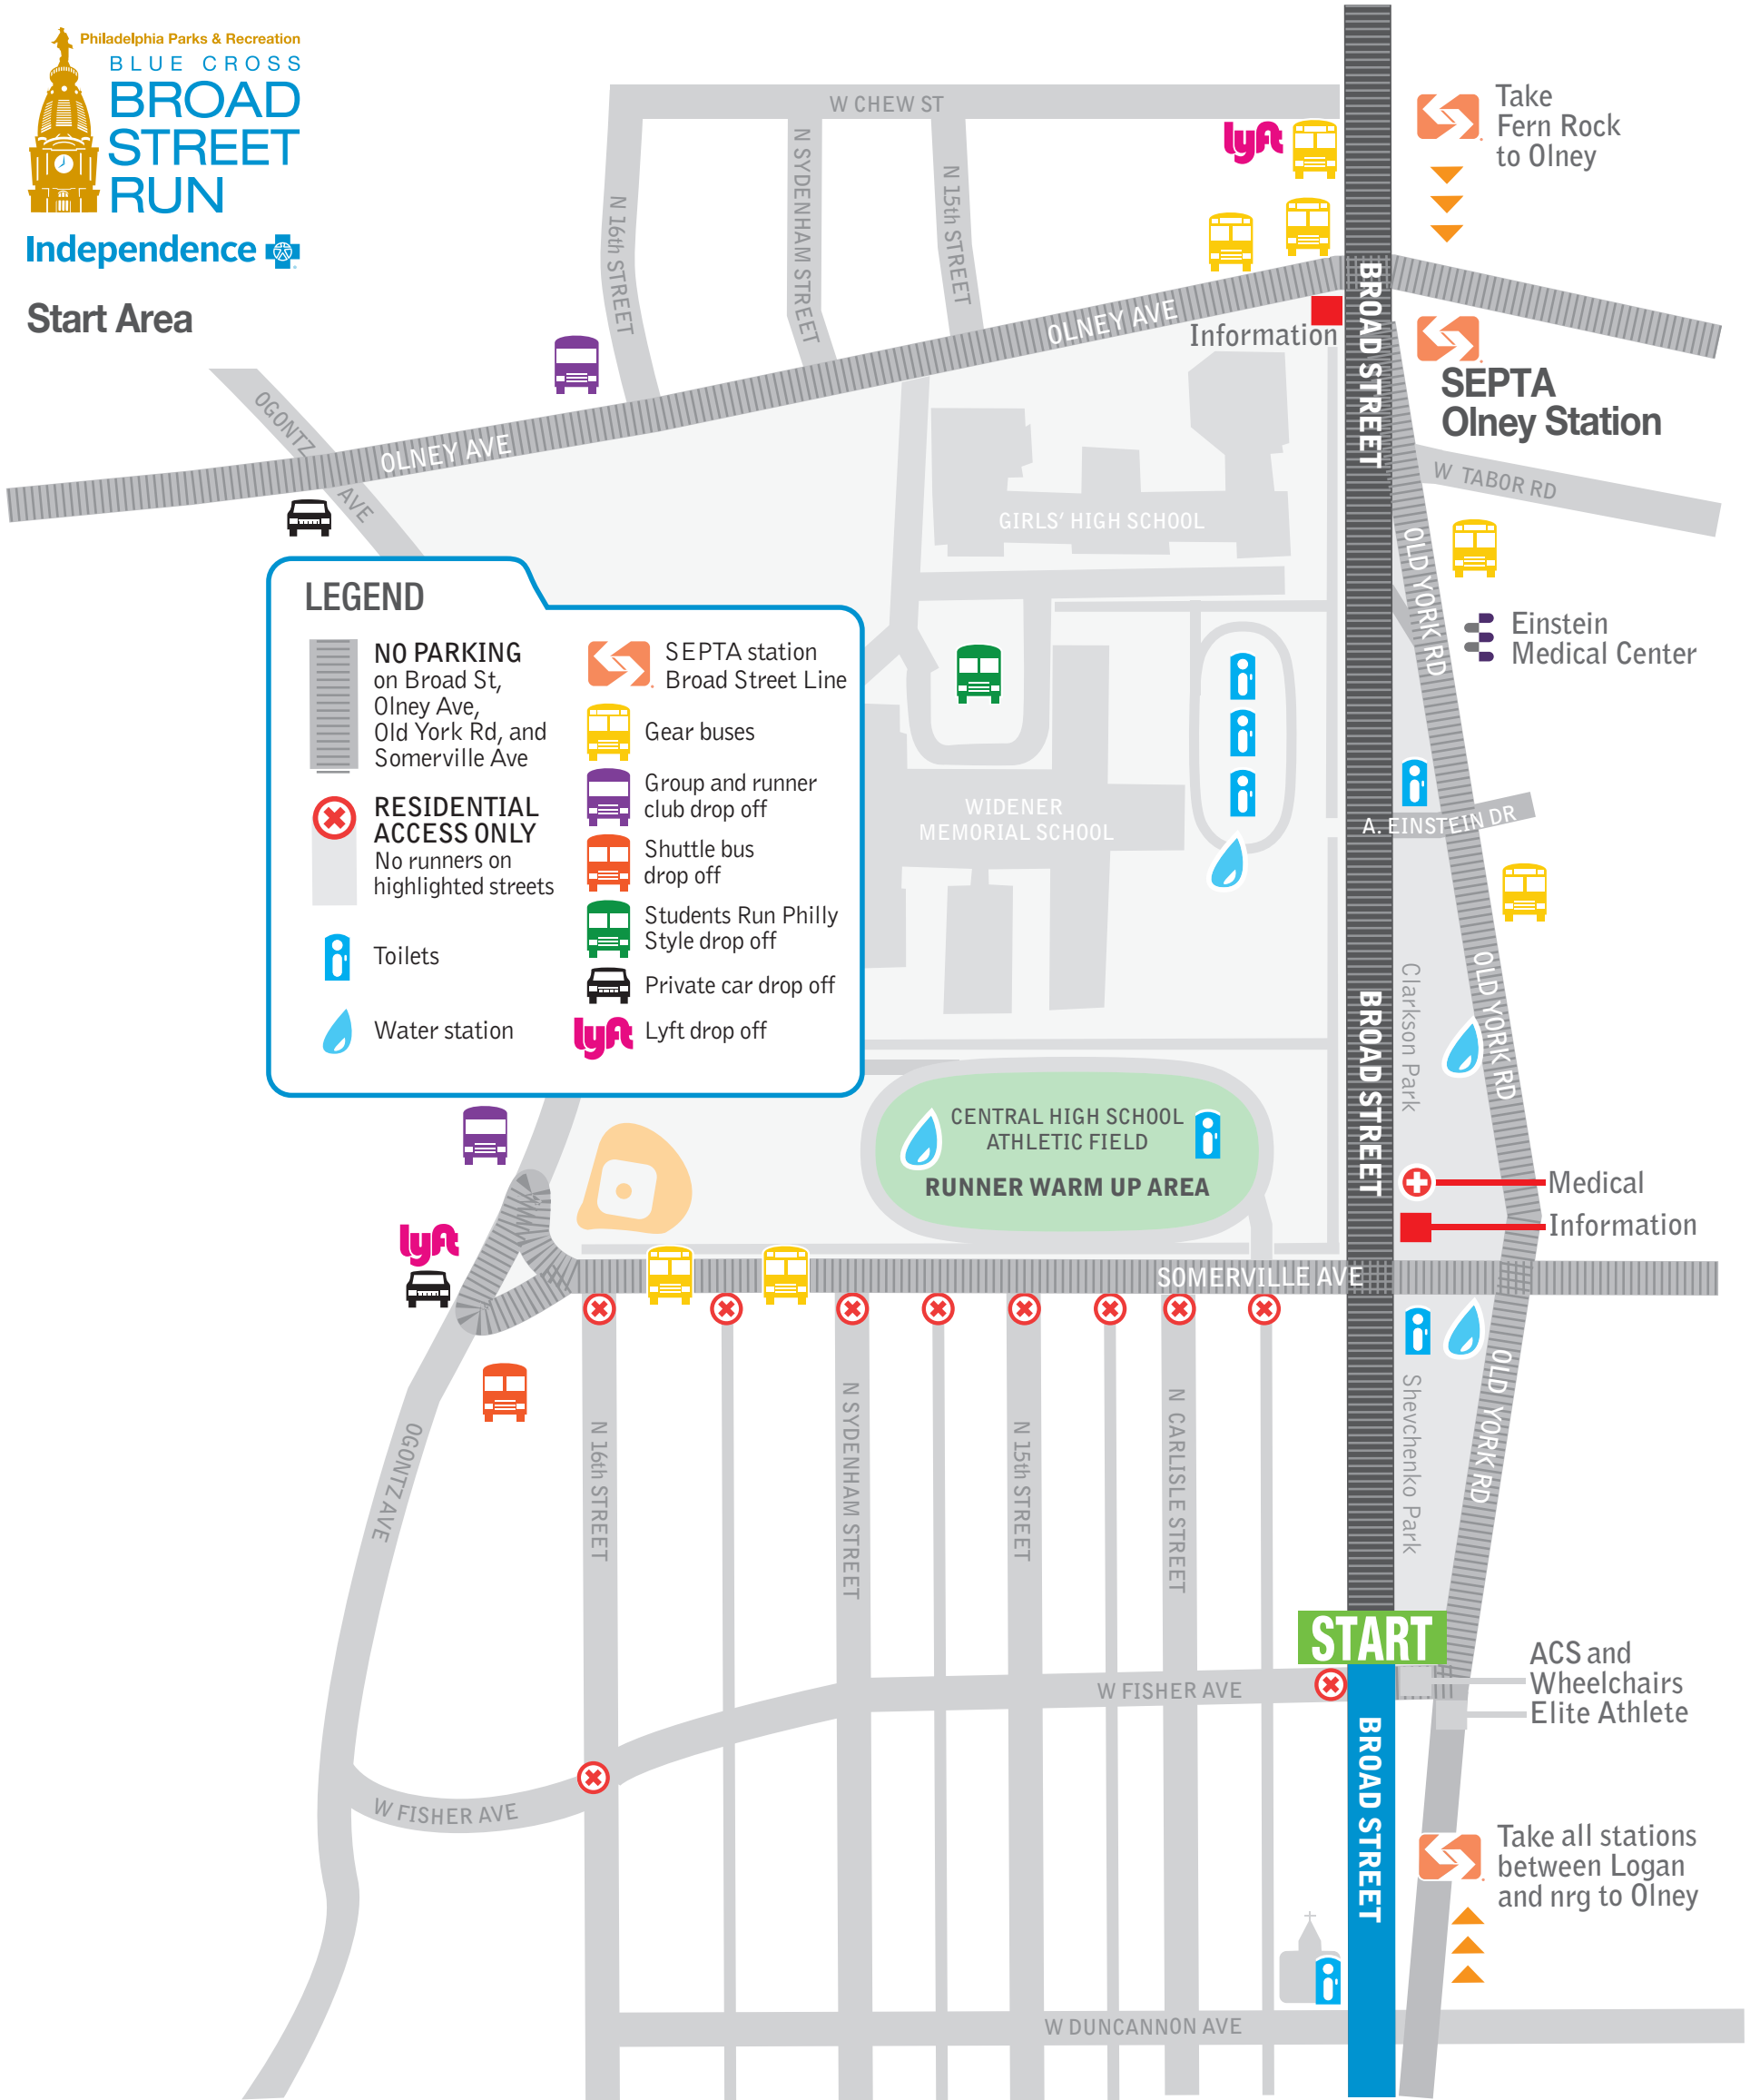 Philadelphia Parks & Recreation
BLUE CROSS
BROAD
STREET
RUN
Independence
Start Area
W CHEW ST
N 16th STREET
N SYDENHAM STREET
N 15th STREET
lyft
Take
Fern Rock
to Olney
OLNEY AVE
Information
BROAD STREET
SEPTA
Olney Station
OGONTZ AVE
OLNEY AVE
W TABOR RD
GIRLS' HIGH SCHOOL
OLD YORK RD
Einstein
Medical Center
LEGEND
NO PARKING
on Broad St,
Olney Ave,
Old York Rd, and
Somerville Ave
RESIDENTIAL
ACCESS ONLY
No runners on
highlighted streets
Toilets
Water station
SEPTA station
Broad Street Line
Gear buses
Group and runner
club drop off
Shuttle bus
drop off
Students Run Philly
Style drop off
Private car drop off
lyft
Lyft drop off
WIDENER
MEMORIAL SCHOOL
A. EINSTEIN DR
Clarkson Park
OLD YORK RD
BROAD STREET
CENTRAL HIGH SCHOOL
ATHLETIC FIELD
RUNNER WARM UP AREA
Medical
Information
lyft
SOMERVILLE AVE
OGONTZ AVE
N 16th STREET
N SYDENHAM STREET
N 15th STREET
N CARLISLE STREET
Shevchenko Park
OLD YORK RD
START
ACS and
Wheelchairs
Elite Athlete
W FISHER AVE
W FISHER AVE
BROAD STREET
Take all stations
between Logan
and nrg to Olney
W DUNCANNON AVE